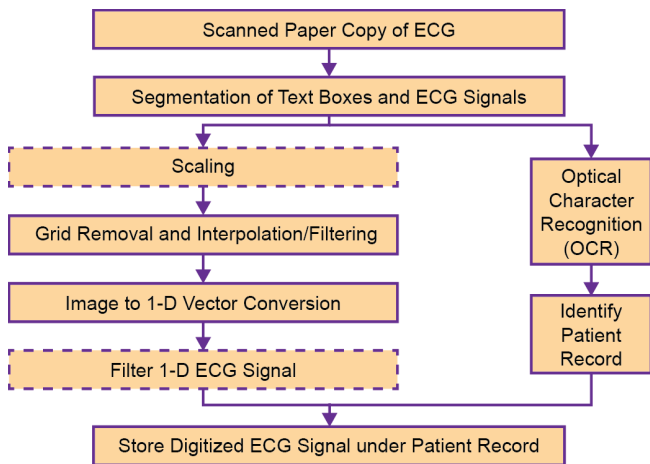 Scanned Paper Copy of ECG
Segmentation of Text Boxes and ECG Signals
Scaling
Grid Removal and Interpolation/Filtering
Image to 1-D Vector Conversion
Filter 1-D ECG Signal
Optical
Character
Recognition
(OCR)
Identify
Patient
Record
Store Digitized ECG Signal under Patient Record